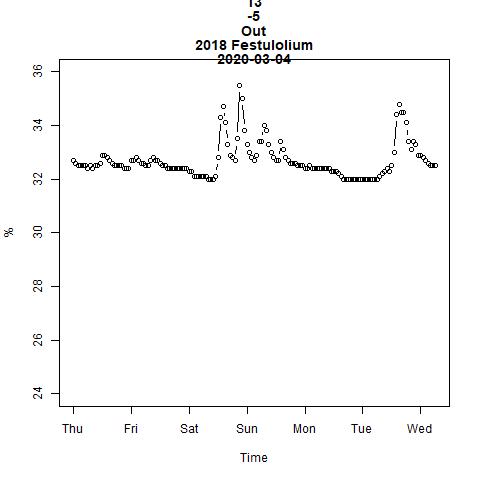 13
-5
Out
2018 Festulolium
2020-03-04
36
34
32
30
28
26
24
%
Thu Fri Sat Sun Mon Tue Wed
Time